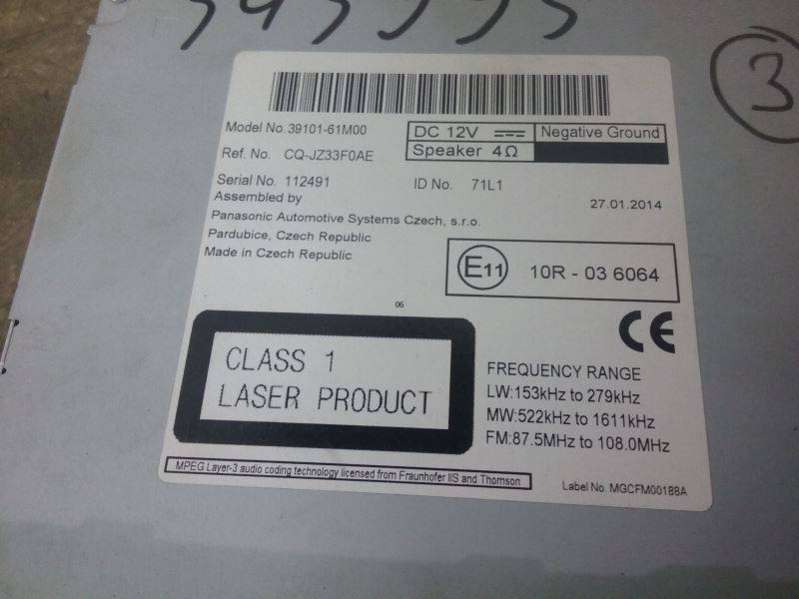 3
Model No. 39101-61M00
DC 12V
Negative Ground
Speaker 4Ω
Ref. No. CQ-JZ33F0AE
Serial No. 112491
ID No. 71L1
Assembled by
27.01.2014
Panasonic Automotive Systems Czech, s.r.o.
Pardubice, Czech Republic
Made in Czech Republic
E11
10R - 03 6064
06
CE
CLASS 1
LASER PRODUCT
FREQUENCY RANGE
LW:153kHz to 279kHz
MW:522kHz to 1611kHz
FM:87.5MHz to 108.0MHz
MPEG Layer-3 audio coding technology licensed from Fraunhofer IIS and Thomson
Label No. MGCFM00188A